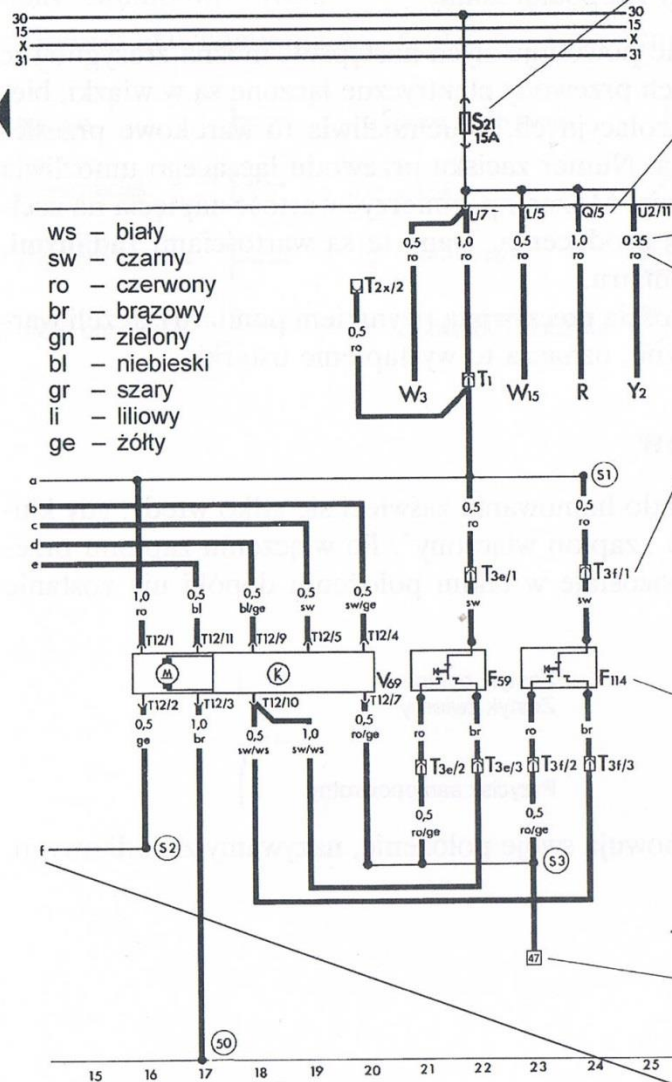 30 30
15 15
X X
31 31
S21
15A
U/7 L/5 Q/5 U2/11
0,5 1,0 0,5 1,0 0 35
ro ro ro ro ro
T2x/2
0,5
ro
W3 T1 W15 R Y2
ws – biały
sw – czarny
ro – czerwony
br – brązowy
gn – zielony
bl – niebieski
gr – szary
li – liliowy
ge – żółty
a
b
c
d
e
S1
0,5 0,5
ro ro
T3e/1 T3f/1
sw sw
1,0 0,5 0,5 0,5 0,5
ro bl bl/ge sw sw/ge
T12/1 T12/11 T12/9 T12/5 T12/4
M K V69 F59 F114
T12/2 T12/3 T12/10 T12/7
0,5 1,0 0,5 1,0 0,5 ro br ro br
ge br sw/ws sw/ws ro/ge
T3e/2 T3e/3 T3f/2 T3f/3
0,5 0,5
ro/ge ro/ge
f S2 S3
47
50
15 16 17 18 19 20 21 22 23 24 25